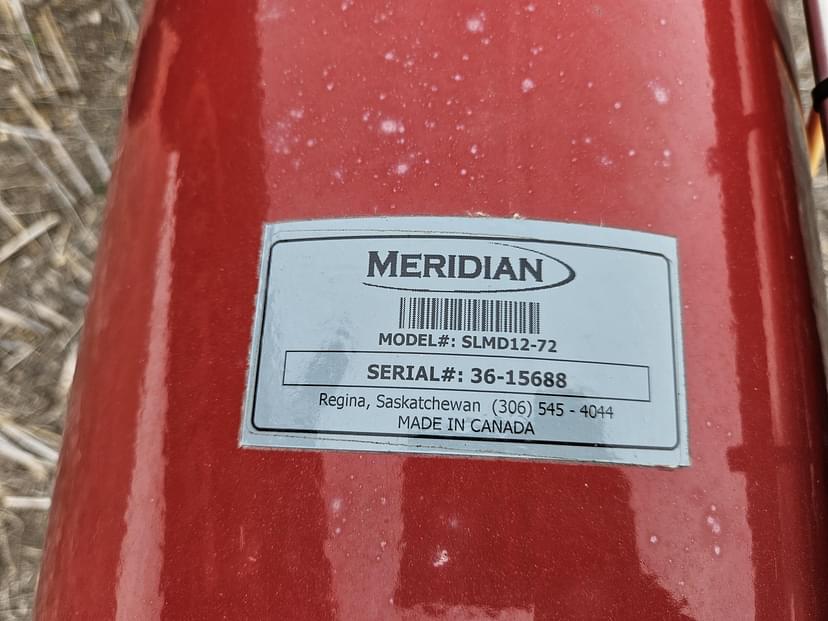 MERIDIAN
MODEL#: SLMD12-72
SERIAL#: 36-15688
Regina, Saskatchewan (306) 545 - 4044
MADE IN CANADA